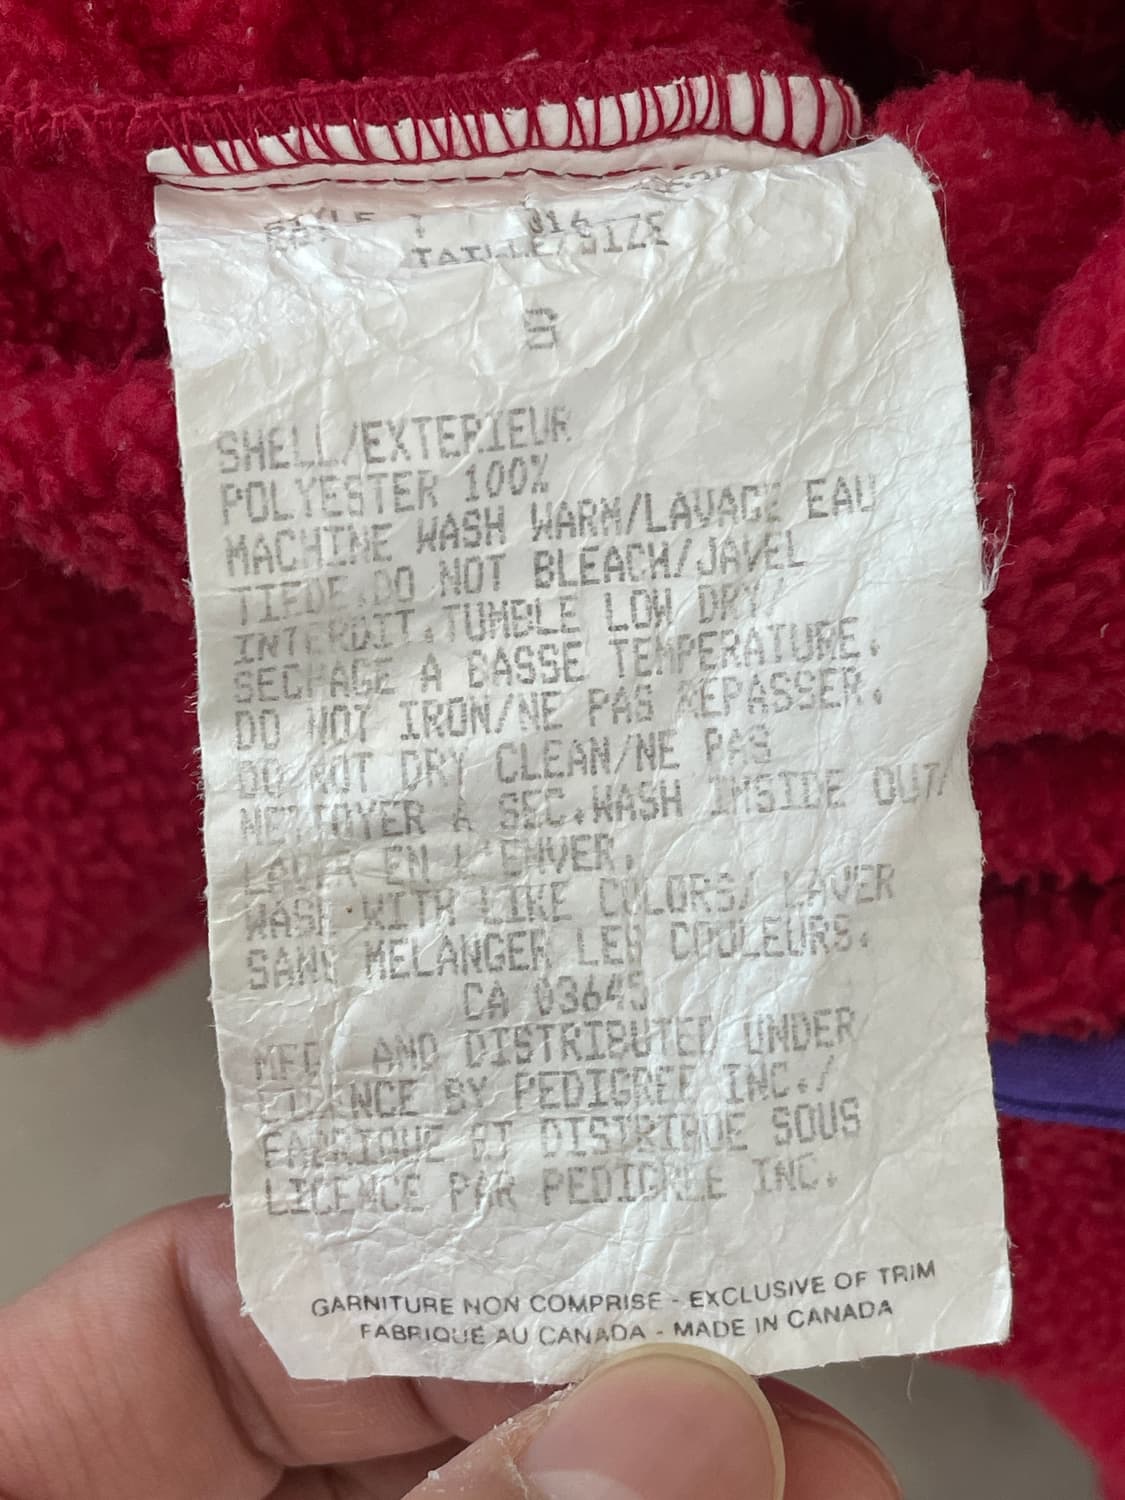 TAILLE/SIZE
S
SHELL/EXTERIEUR
POLYESTER 100%
MACHINE WASH WARM/LAVAGE EAU
TIEDE.DO NOT BLEACH/JAVEL
INTERDIT.TUMBLE LOW DRY/
SECHAGE A BASSE TEMPERATURE.
DO NOT IRON/NE PAS REPASSER.
DO NOT DRY CLEAN/NE PAS
NETTOYER A SEC.WASH INSIDE OUT/
LAVER EN L'ENVER.
WASH WITH LIKE COLORS/ LAVER
SANS MELANGER LES COULEURS.
CA 03645
MFG AND DISTRIBUTED UNDER
BY PEDIGREE INC./
FABRIQUE ET DISTRIBUE SOUS
LICENCE PAR PEDIGREE INC.
GARNITURE NON COMPRISE - EXCLUSIVE OF TRIM
FABRIQUÉ AU CANADA - MADE IN CANADA